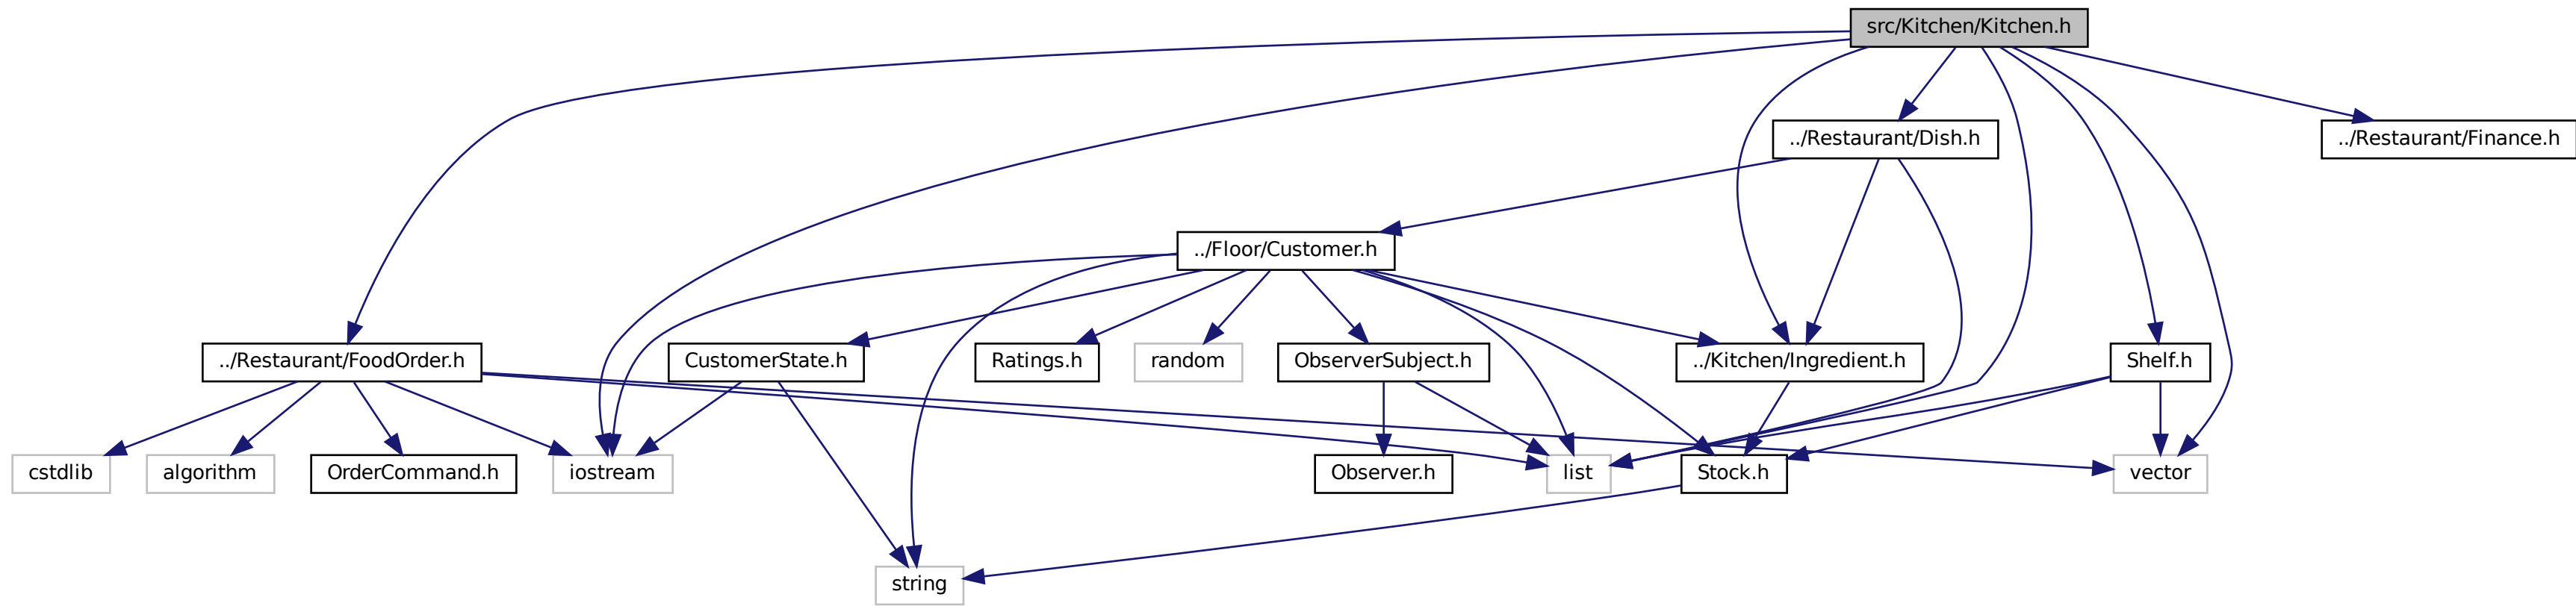 src/Kitchen/Kitchen.h
../Restaurant/Dish.h
../Restaurant/Finance.h
../Floor/Customer.h
../Restaurant/FoodOrder.h
CustomerState.h
Ratings.h
random
ObserverSubject.h
../Kitchen/Ingredient.h
Shelf.h
cstdlib
algorithm
OrderCommand.h
iostream
Observer.h
list
Stock.h
vector
string